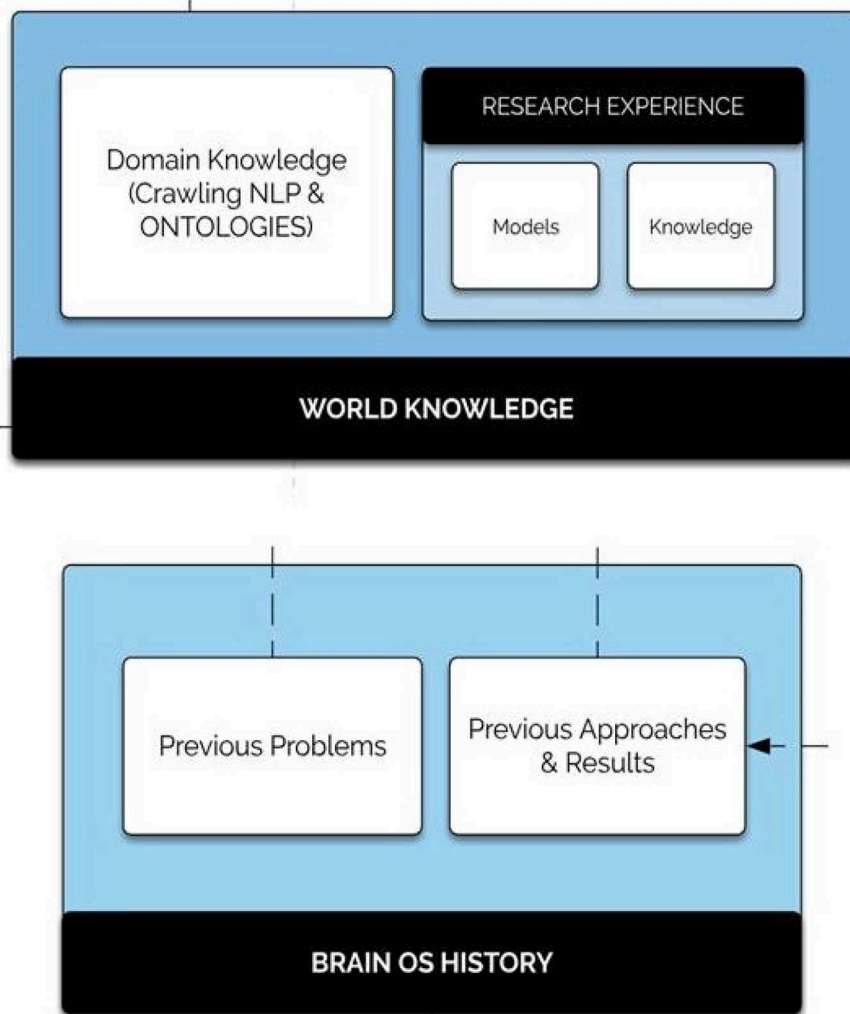 Domain Knowledge
(Crawling NLP &
ONTOLOGIES)
RESEARCH EXPERIENCE
Models
Knowledge
WORLD KNOWLEDGE
Previous Problems
Previous Approaches
& Results
BRAIN OS HISTORY